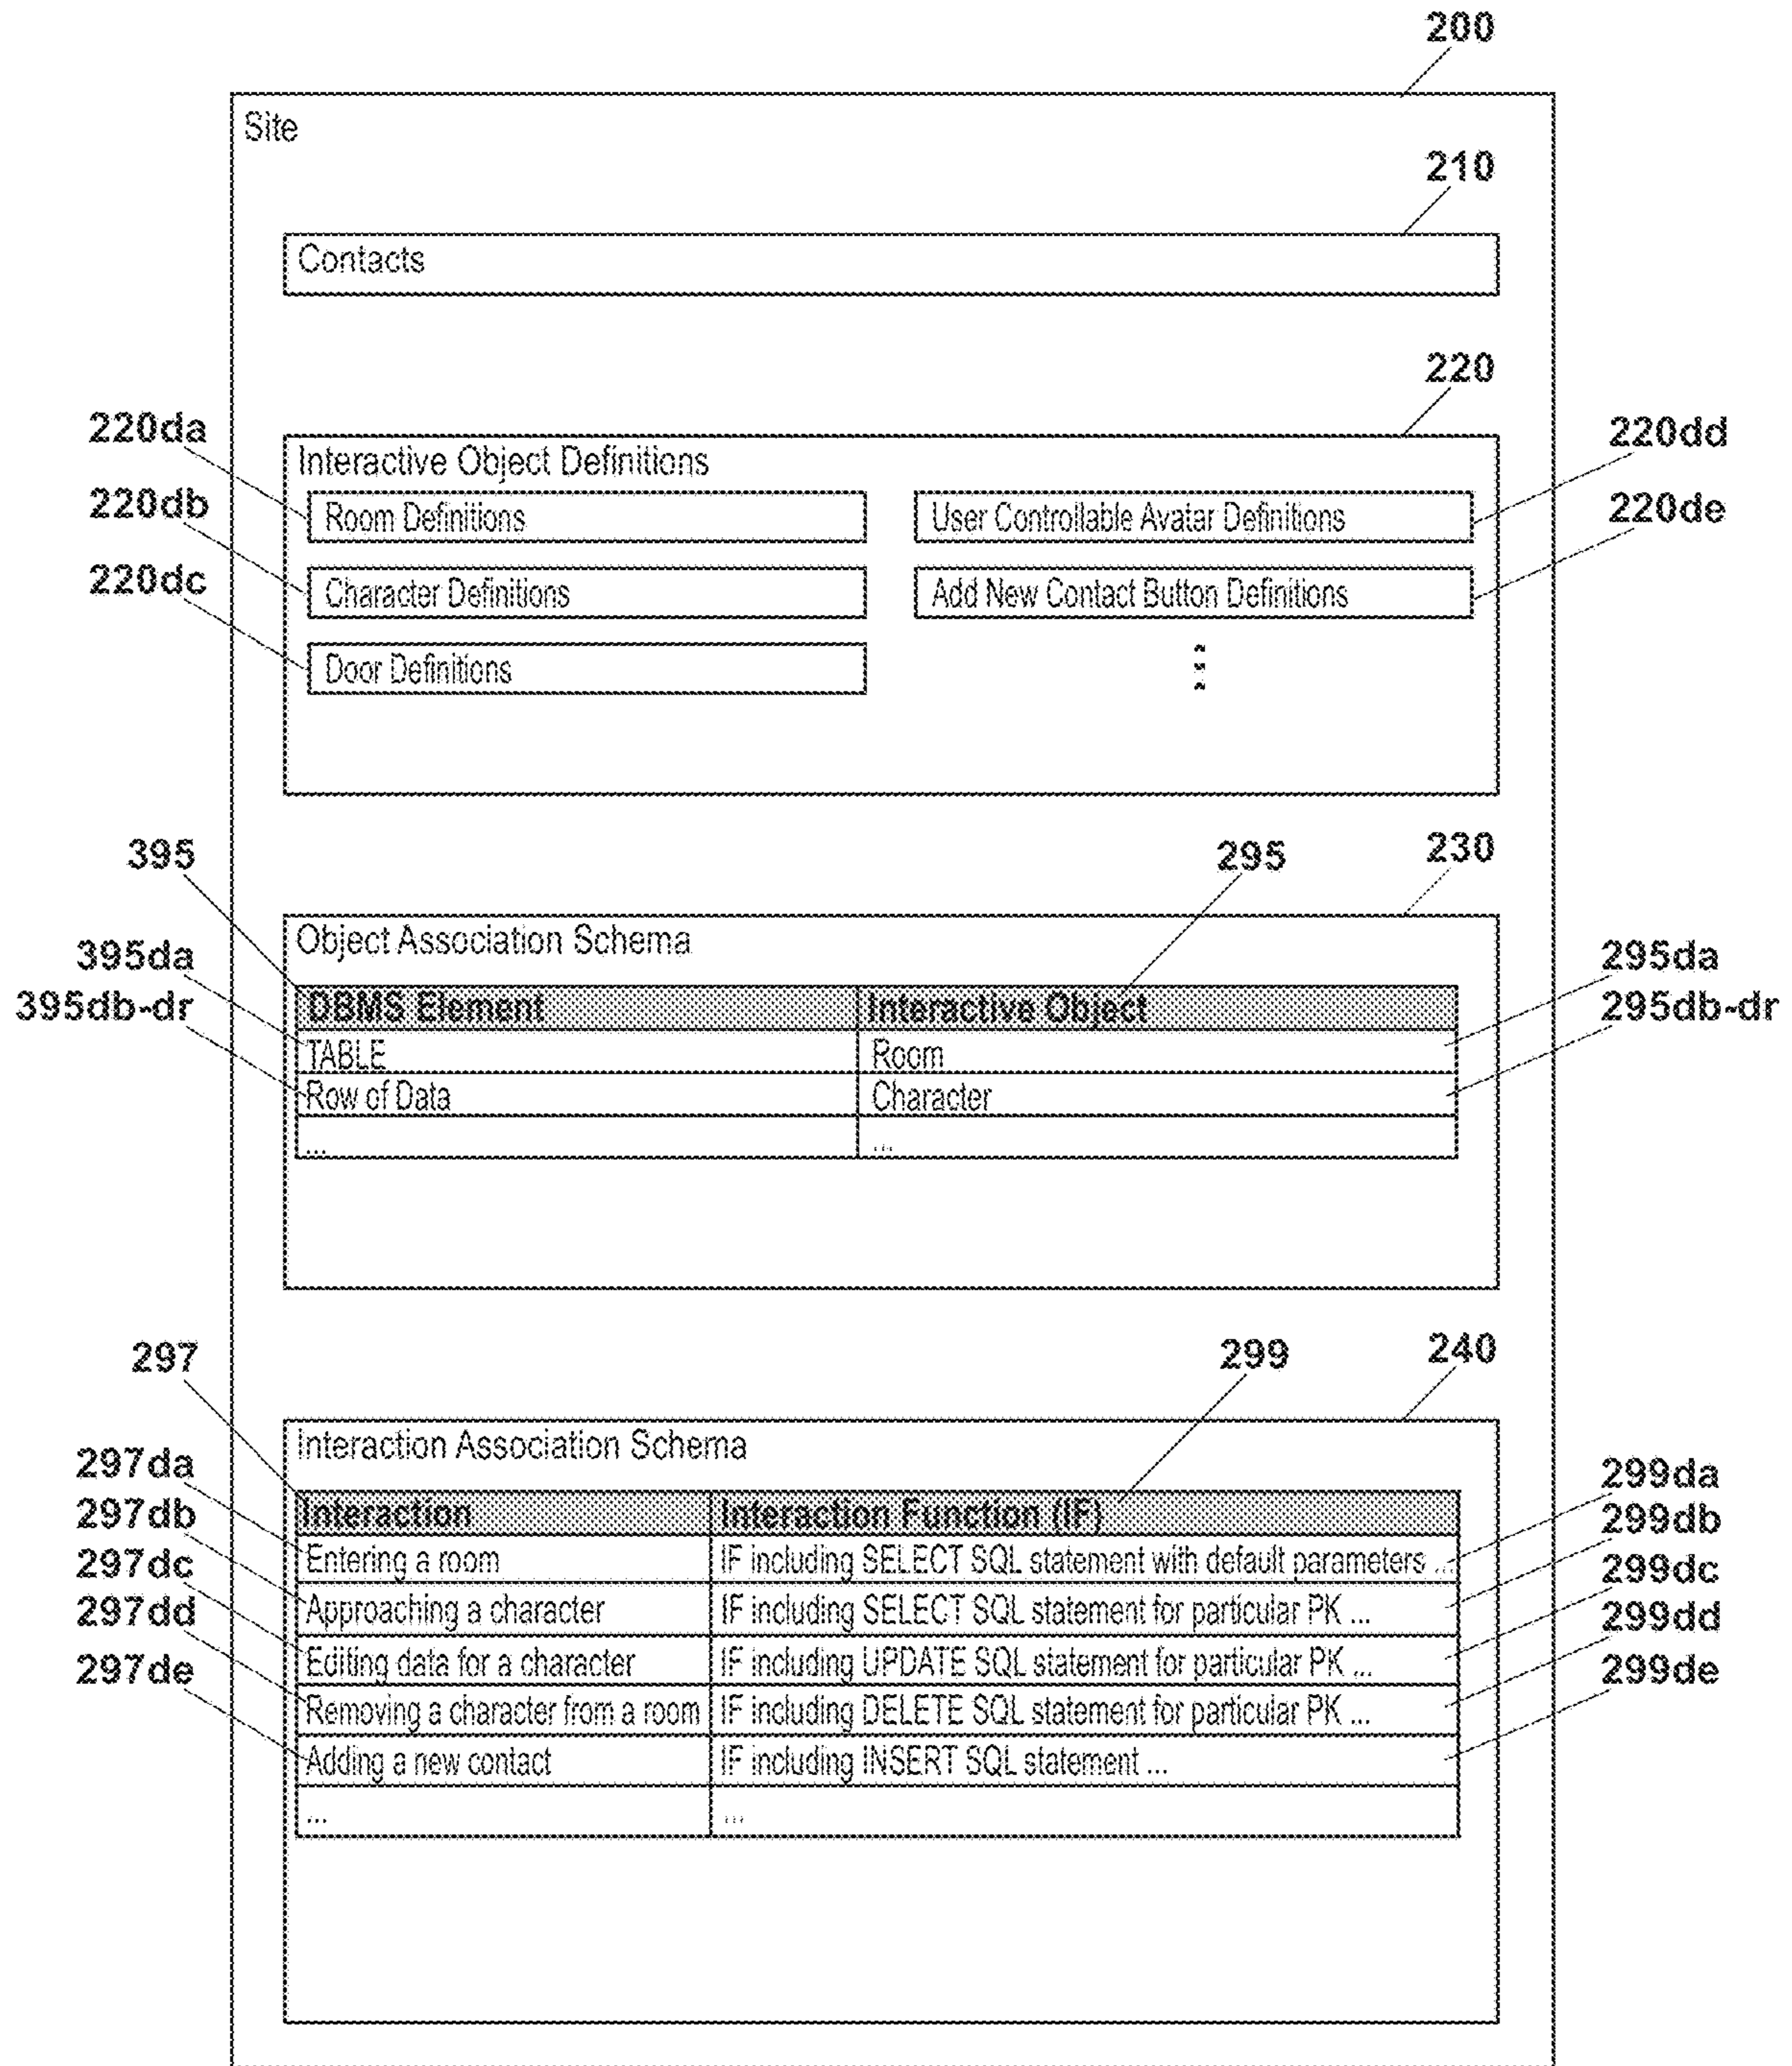 200
Site
210
Contacts
220
220da
220dd
Interactive Object Definitions
220db
220de
Room Definitions
User Controllable Avatar Definitions
220dc
Character Definitions
Add New Contact Button Definitions
Door Definitions
395
295
230
Object Association Schema
395da
295da
395db-dr
295db-dr
DBMS Element
Interactive Object
TABLE
Room
Row of Data
Character
...
...
297
299
240
Interaction Association Schema
297da
299da
297db
299db
Interaction
Interaction Function (IF)
Entering a room
IF including SELECT SQL statement with default parameters ...
297dc
299dc
Approaching a character
IF including SELECT SQL statement for particular PK ...
297dd
299dd
Editing data for a character
IF including UPDATE SQL statement for particular PK ...
297de
299de
Removing a character from a room
IF including DELETE SQL statement for particular PK ...
Adding a new contact
IF including INSERT SQL statement ...
...
...